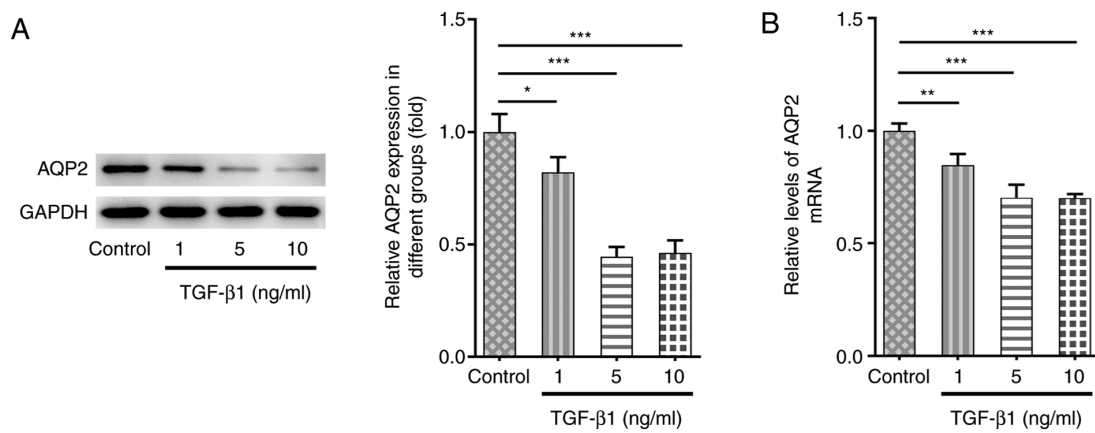 A
AQP2
GAPDH
Control 1 5 10
TGF-β1 (ng/ml)
Relative AQP2 expression in
different groups (fold)
1.5
1.0
0.5
0.0
***
***
*
Control 1 5 10
TGF-β1 (ng/ml)
B
Relative levels of AQP2
mRNA
1.5
1.0
0.5
0.0
***
***
**
Control 1 5 10
TGF-β1 (ng/ml)